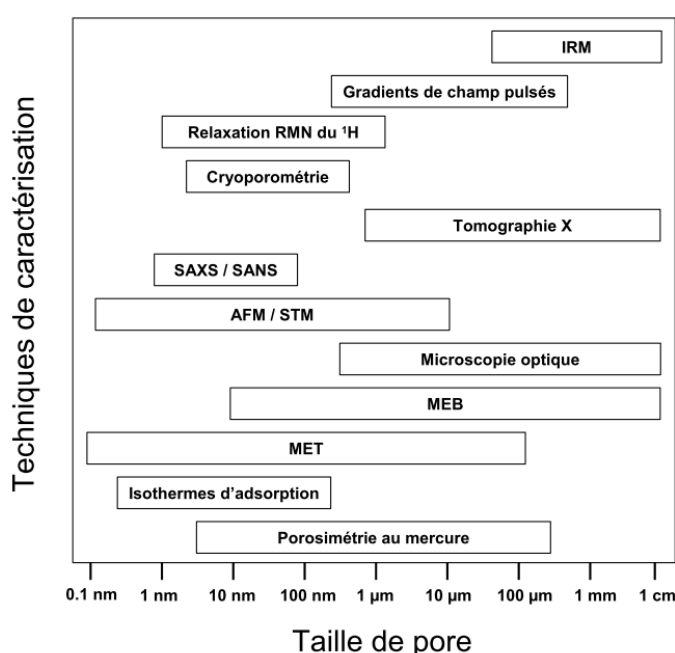 Techniques de caractérisation
IRM
Gradients de champ pulsés
Relaxation RMN du ¹H
Cryoporométrie
Tomographie X
SAXS / SANS
AFM / STM
Microscopie optique
MEB
MET
Isothermes d’adsorption
Porosimétrie au mercure
0.1 nm 1 nm 10 nm 100 nm 1 µm 10 µm 100 µm 1 mm 1 cm
Taille de pore